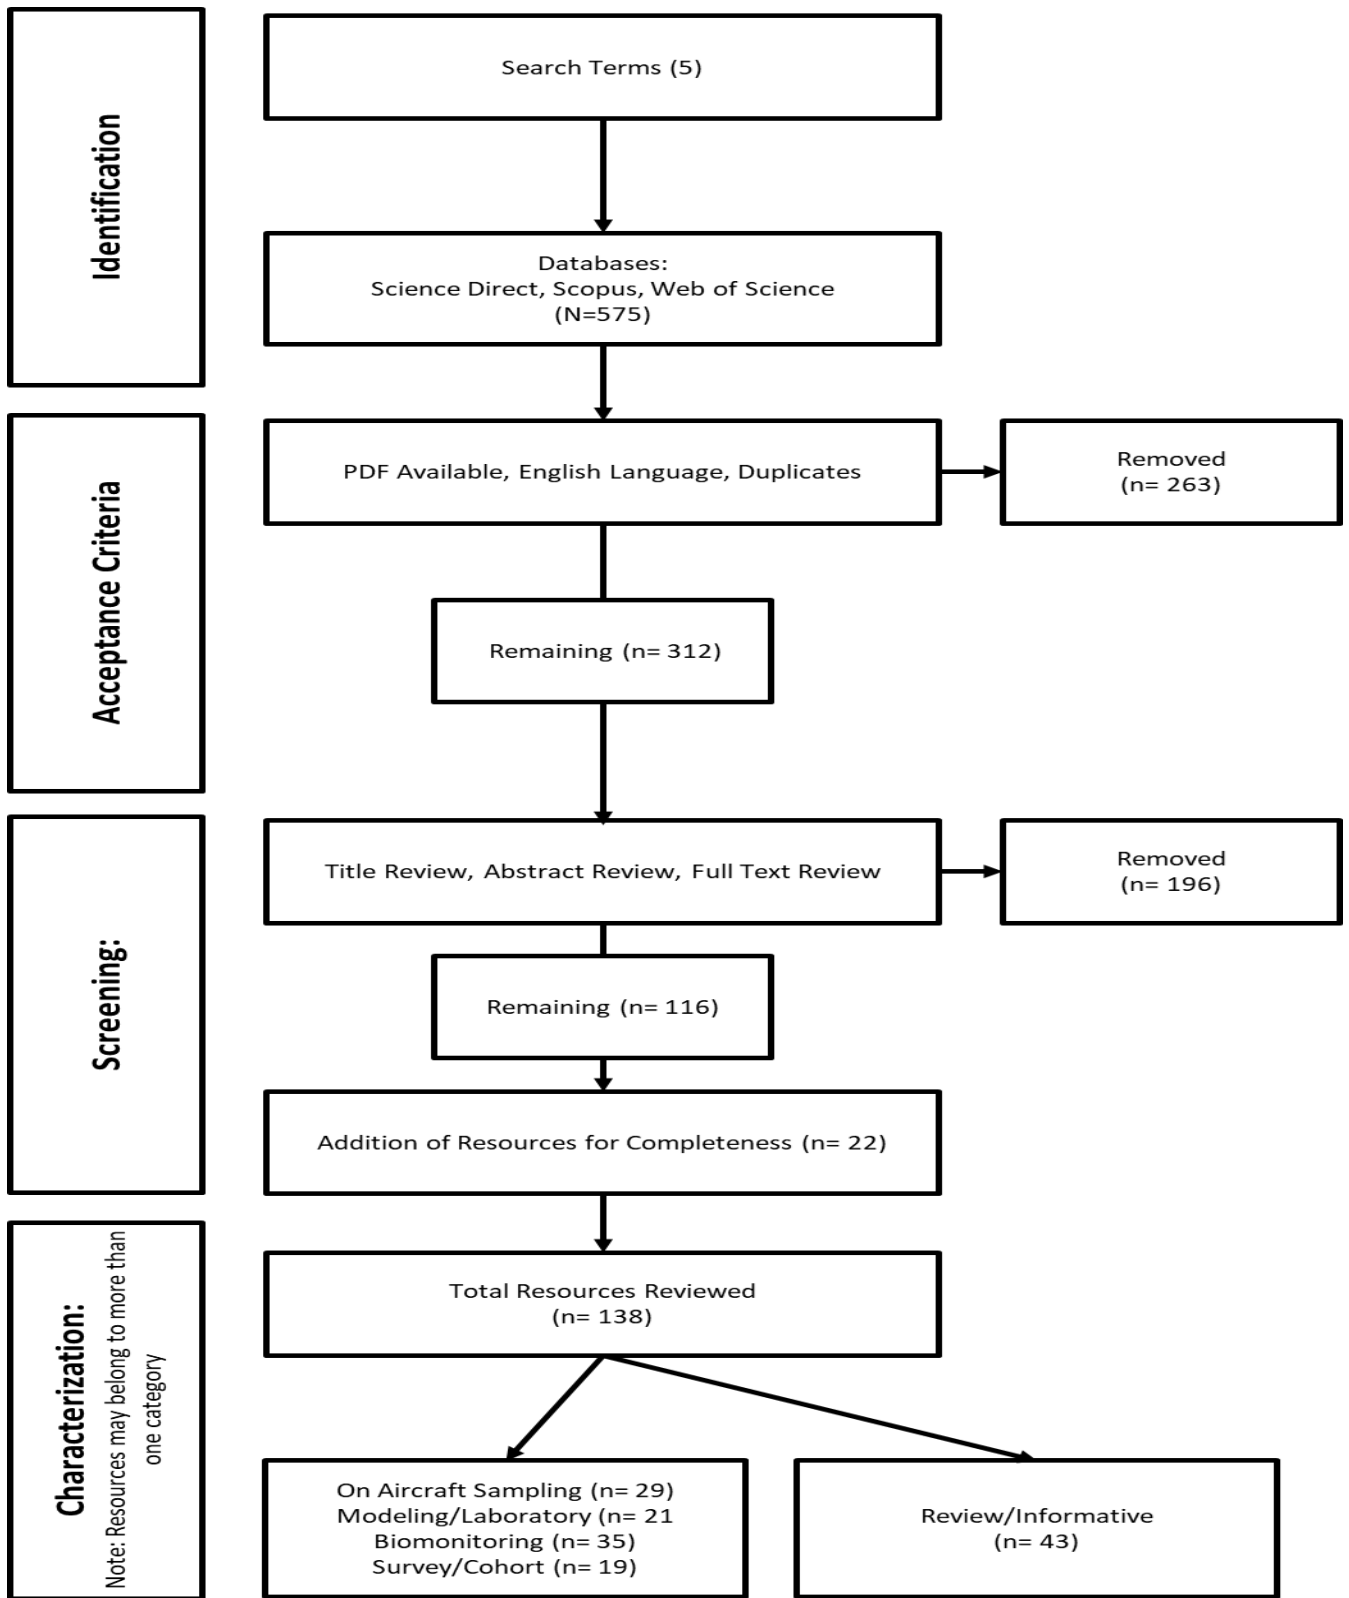 Identification
Search Terms (5)
Databases:
Science Direct, Scopus, Web of Science
(N=575)
Acceptance Criteria
PDF Available, English Language, Duplicates
Removed
(n= 263)
Remaining (n= 312)
Screening:
Title Review, Abstract Review, Full Text Review
Removed
(n= 196)
Remaining (n= 116)
Addition of Resources for Completeness (n= 22)
Characterization:
Note: Resources may belong to more than
one category
Total Resources Reviewed
(n= 138)
On Aircraft Sampling (n= 29)
Modeling/Laboratory (n= 21
Biomonitoring (n= 35)
Survey/Cohort (n= 19)
Review/Informative
(n= 43)